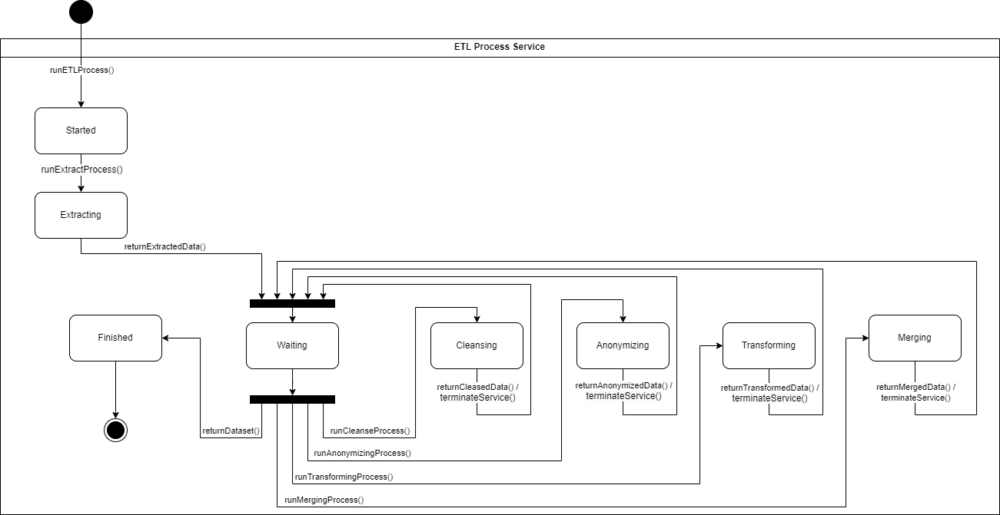 ETL Process Service
runETLProcess()
Started
runExtractProcess()
Extracting
returnExtractedData()
Finished
Waiting
Cleansing
Anonymizing
Transforming
Merging
returnCleasedData() /
terminateService()
returnAnonymizedData() /
terminateService()
returnTransformedData() /
terminateService()
returnMergedData() /
terminateService()
returnDataset()
runCleanseProcess()
runAnonymizingProcess()
runTransformingProcess()
runMergingProcess()